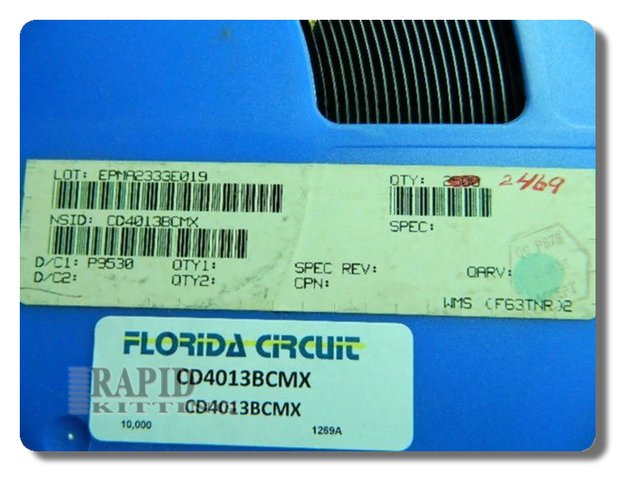 LOT: EPMA2333E019
QTY: 2500 2469
NSID: CD4013BCMX
SPEC:
D/C1: P9530 QTY1: SPEC REV: QARV:
D/C2: QTY2: CPN:
WMS (F63TNR)2
FLORIDA CIRCUIT
CD4013BCMX
RAPID
CD4013BCMX
10,000 1269A